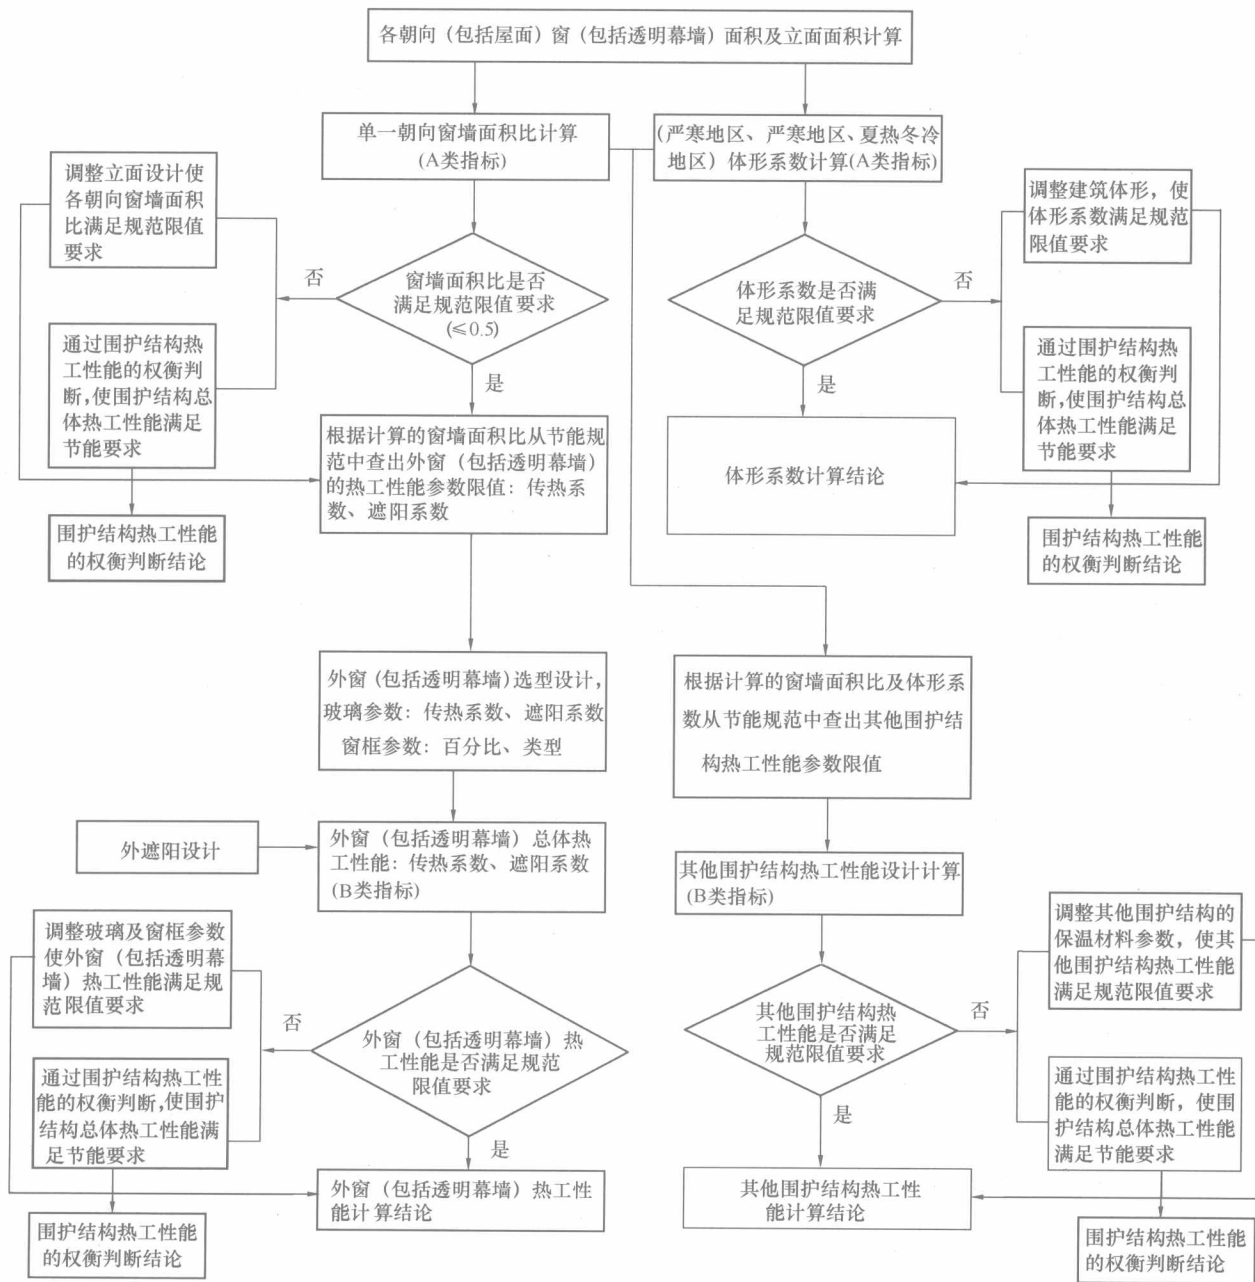 各朝向（包括屋面）窗（包括透明幕墙）面积及立面面积计算
单一朝向窗墙面积比计算
(A类指标)
(严寒地区、严寒地区、夏热冬冷
地区）体形系数计算(A类指标)
调整立面设计使
各朝向窗墙面积
比满足规范限值
要求
调整建筑体形，使
体形系数满足规范
限值要求
否
窗墙面积比是否
满足规范限值要求
(≤0.5)
体形系数是否满
足规范限值要求
否
通过围护结构热
工性能的权衡判
断,使围护结构总
体热工性能满足
节能要求
是
是
通过围护结构热
工性能的权衡判
断,使围护结构总
体热工性能满足
节能要求
根据计算的窗墙面积比从节能规
范中查出外窗（包括透明幕墙）
的热工性能参数限值：传热系
数、遮阳系数
体形系数计算结论
围护结构热工性能
的权衡判断结论
围护结构热工性能
的权衡判断结论
外窗(包括透明幕墙)选型设计，
玻璃参数：传热系数、遮阳系数
窗框参数：百分比、类型
根据计算的窗墙面积比及体形系
数从节能规范中查出其他围护结
构热工性能参数限值
外遮阳设计
外窗（包括透明幕墙）总体热
工性能：传热系数、遮阳系数
(B类指标)
其他围护结构热工性能设计计算
(B类指标)
调整玻璃及窗框参数
使外窗（包括透明幕
墙）热工性能满足规
范限值要求
调整其他围护结构的
保温材料参数，使其
他围护结构热工性能
满足规范限值要求
否
外窗（包括透明幕墙）热
工性能是否满足规范
限值要求
其他围护结构热
工性能是否满足
规范限值要求
否
通过围护结构热工性
能的权衡判断,使围护
结构总体热工性能满
足节能要求
是
是
通过围护结构热工性
能的权衡判断，使围
护结构总体热工性能
满足节能要求
外窗（包括透明幕墙）热工性
能计算结论
其他围护结构热工性
能计算结论
围护结构热工性能
的权衡判断结论
围护结构热工性能
的权衡判断结论